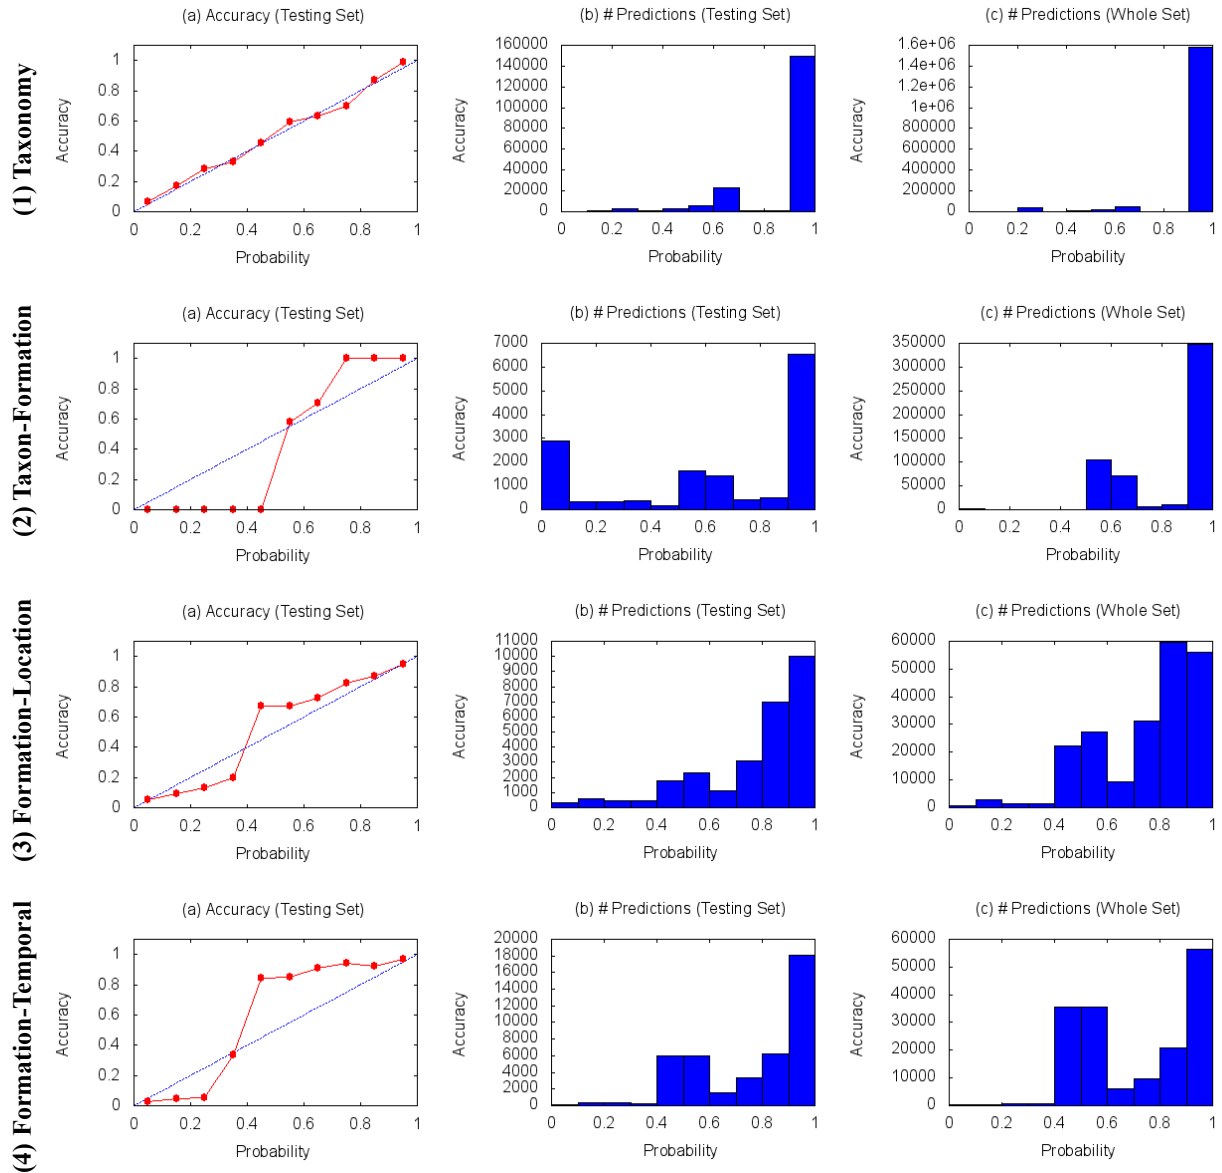 (1) Taxonomy
(a) Accuracy (Testing Set)
Accuracy
1
0.8
0.6
0.4
0.2
0
0 0.2 0.4 0.6 0.8 1
Probability
(b) # Predictions (Testing Set)
Accuracy
160000
140000
120000
100000
80000
60000
40000
20000
0
0 0.2 0.4 0.6 0.8 1
Probability
(c) # Predictions (Whole Set)
Accuracy
1.6e+06
1.4e+06
1.2e+06
1e+06
800000
600000
400000
200000
0
0 0.2 0.4 0.6 0.8 1
Probability
(2) Taxon-Formation
(a) Accuracy (Testing Set)
Accuracy
1
0.8
0.6
0.4
0.2
0
0 0.2 0.4 0.6 0.8 1
Probability
(b) # Predictions (Testing Set)
Accuracy
7000
6000
5000
4000
3000
2000
1000
0
0 0.2 0.4 0.6 0.8 1
Probability
(c) # Predictions (Whole Set)
Accuracy
350000
300000
250000
200000
150000
100000
50000
0
0 0.2 0.4 0.6 0.8 1
Probability
(3) Formation-Location
(a) Accuracy (Testing Set)
Accuracy
1
0.8
0.6
0.4
0.2
0
0 0.2 0.4 0.6 0.8 1
Probability
(b) # Predictions (Testing Set)
Accuracy
11000
10000
9000
8000
7000
6000
5000
4000
3000
2000
1000
0
0 0.2 0.4 0.6 0.8 1
Probability
(c) # Predictions (Whole Set)
Accuracy
60000
50000
40000
30000
20000
10000
0
0 0.2 0.4 0.6 0.8 1
Probability
(4) Formation-Temporal
(a) Accuracy (Testing Set)
Accuracy
1
0.8
0.6
0.4
0.2
0
0 0.2 0.4 0.6 0.8 1
Probability
(b) # Predictions (Testing Set)
Accuracy
20000
18000
16000
14000
12000
10000
8000
6000
4000
2000
0
0 0.2 0.4 0.6 0.8 1
Probability
(c) # Predictions (Whole Set)
Accuracy
60000
50000
40000
30000
20000
10000
0
0 0.2 0.4 0.6 0.8 1
Probability